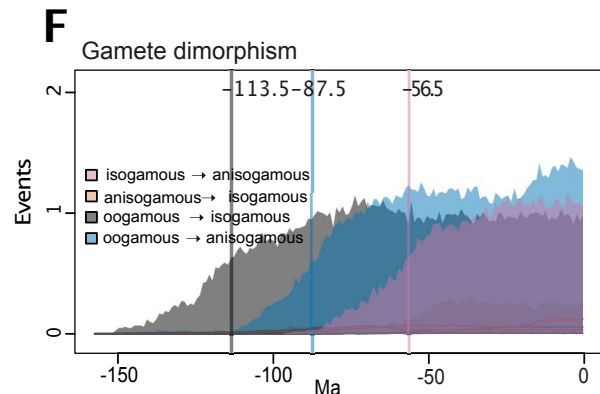 F
Gamete dimorphism
-113.5-87.5 -56.5
2
1
0
Events
isogamous → anisogamous
anisogamous→ isogamous
oogamous → isogamous
oogamous → anisogamous
-150 -100 -50 0
Ma